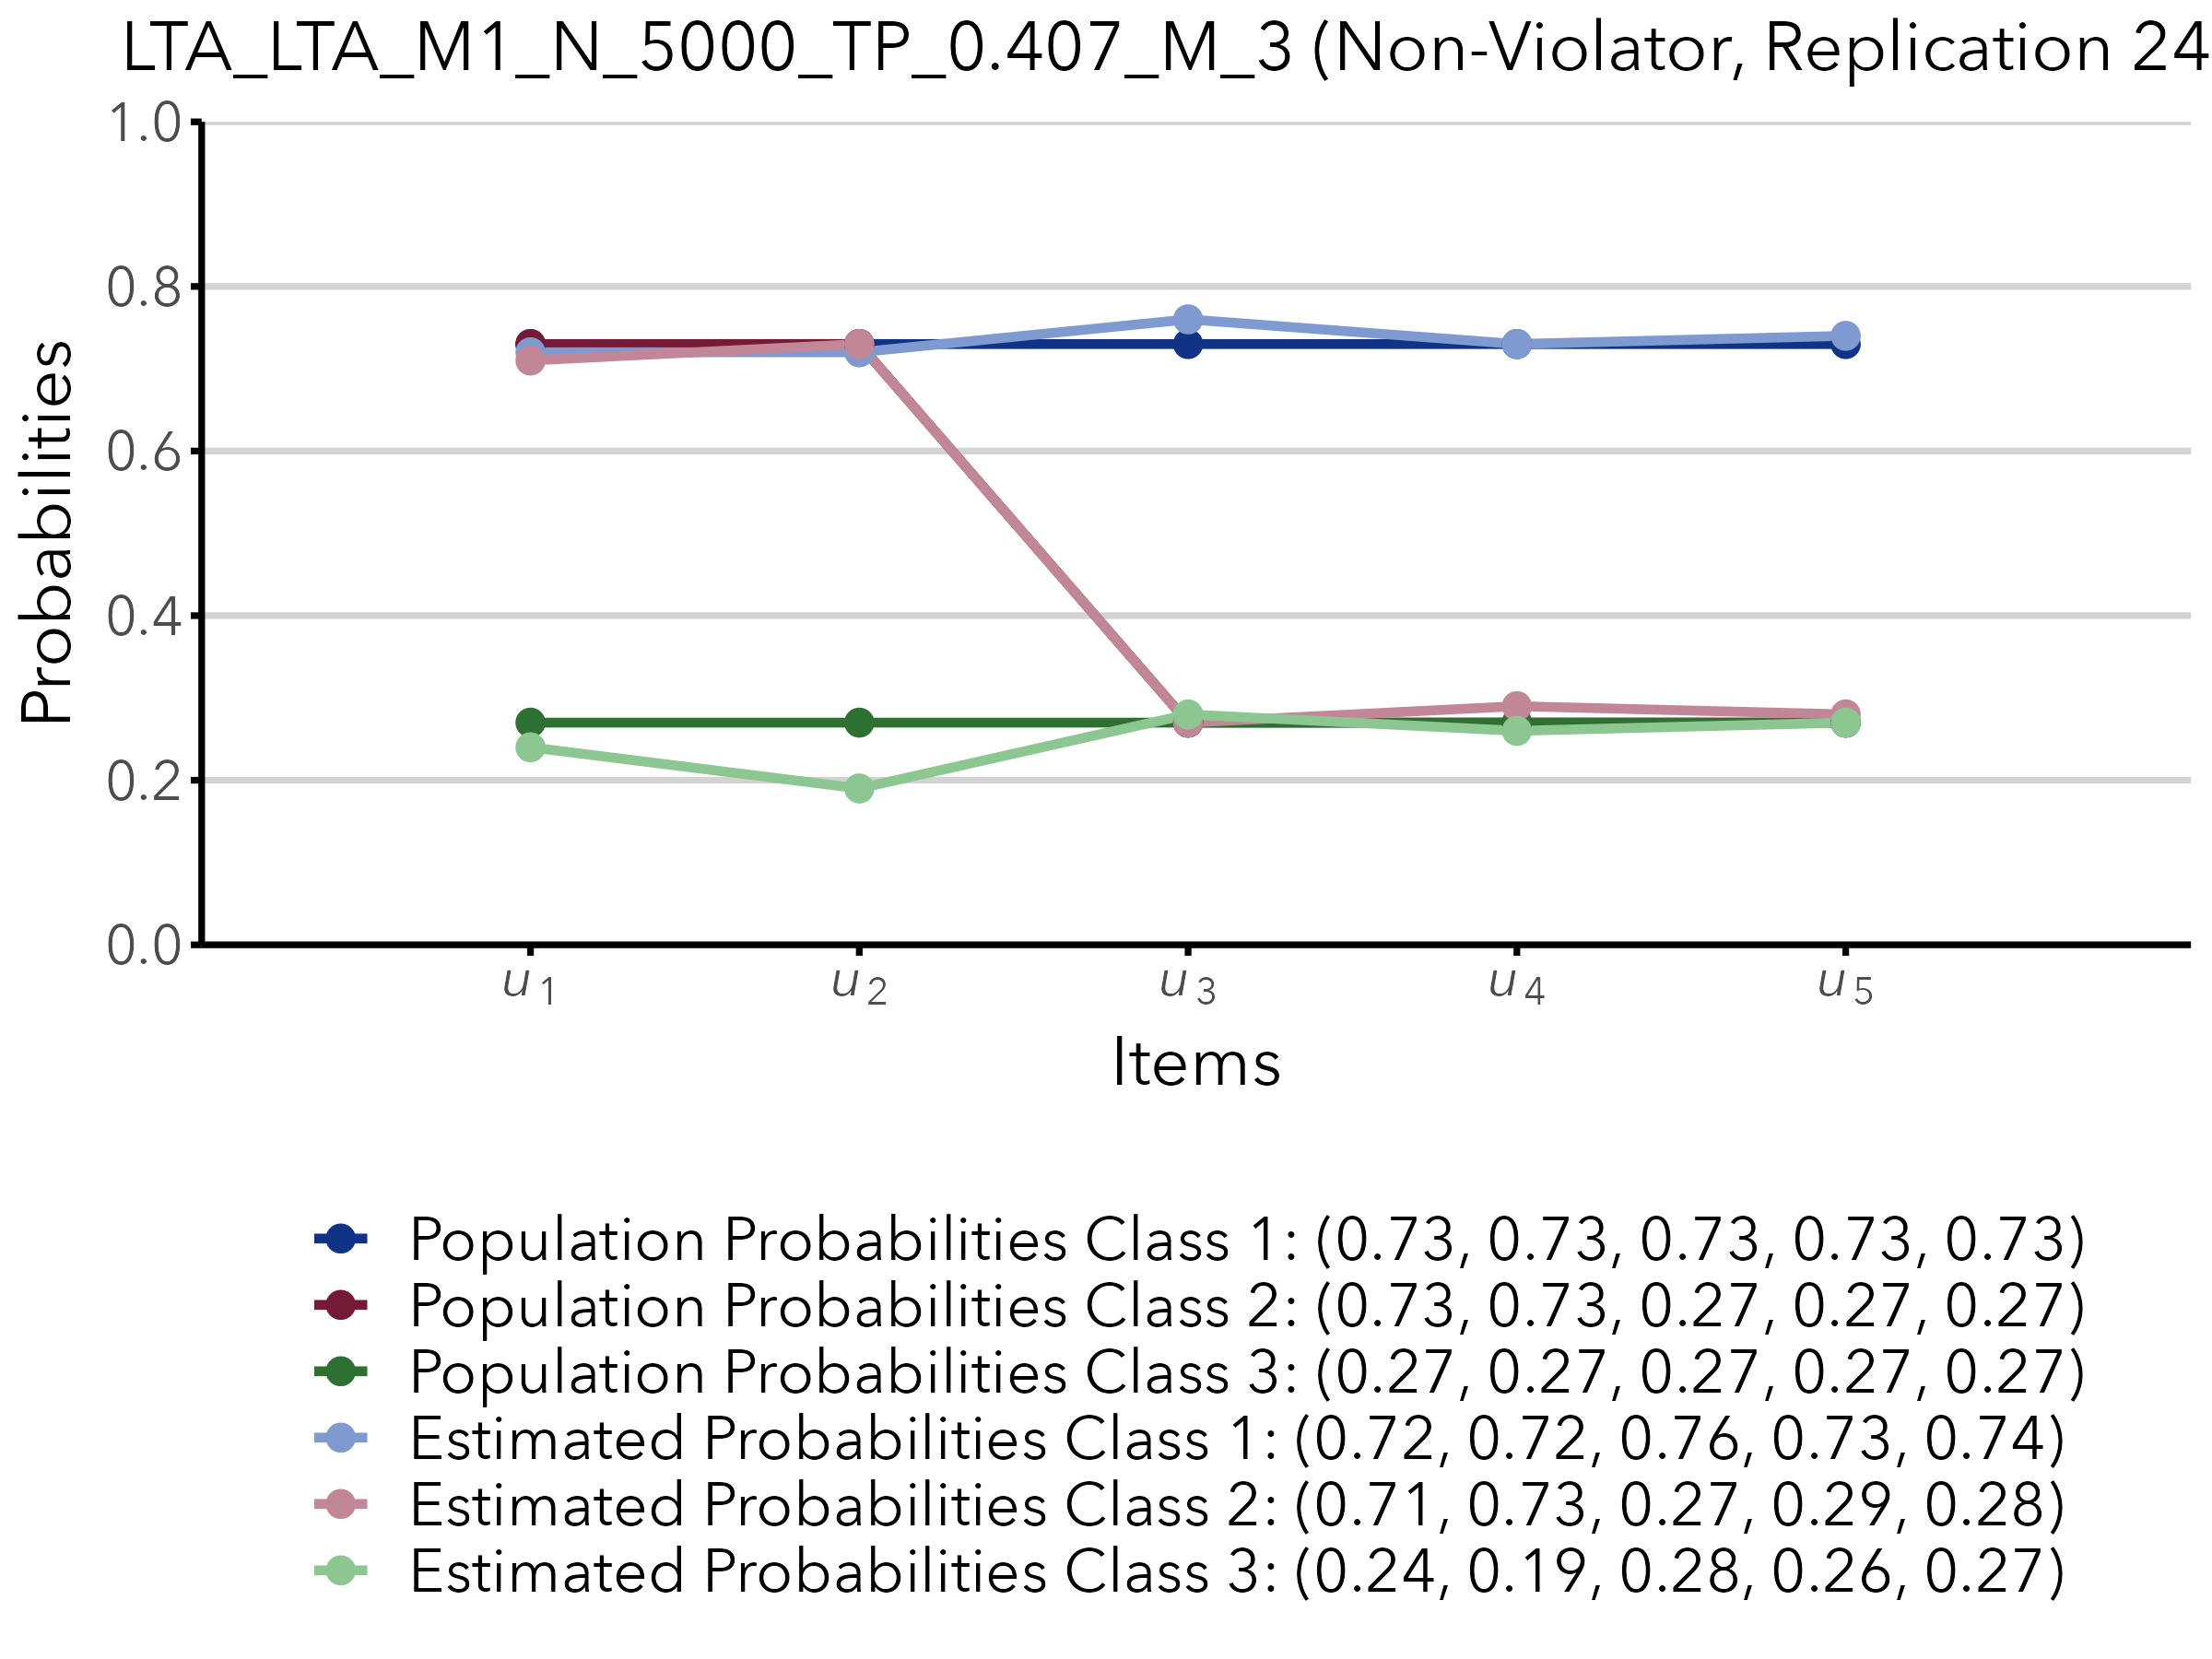 LTA_LTA_M1_N_5000_TP_0.407_M_3 (Non-Violator, Replication 24
1.0
0.8
0.6
0.4
0.2
0.0
Probabilities
u1
u2
u3
u4
u5
Items
Population Probabilities Class 1: (0.73, 0.73, 0.73, 0.73, 0.73)
Population Probabilities Class 2: (0.73, 0.73, 0.27, 0.27, 0.27)
Population Probabilities Class 3: (0.27, 0.27, 0.27, 0.27, 0.27)
Estimated Probabilities Class 1: (0.72, 0.72, 0.76, 0.73, 0.74)
Estimated Probabilities Class 2: (0.71, 0.73, 0.27, 0.29, 0.28)
Estimated Probabilities Class 3: (0.24, 0.19, 0.28, 0.26, 0.27)